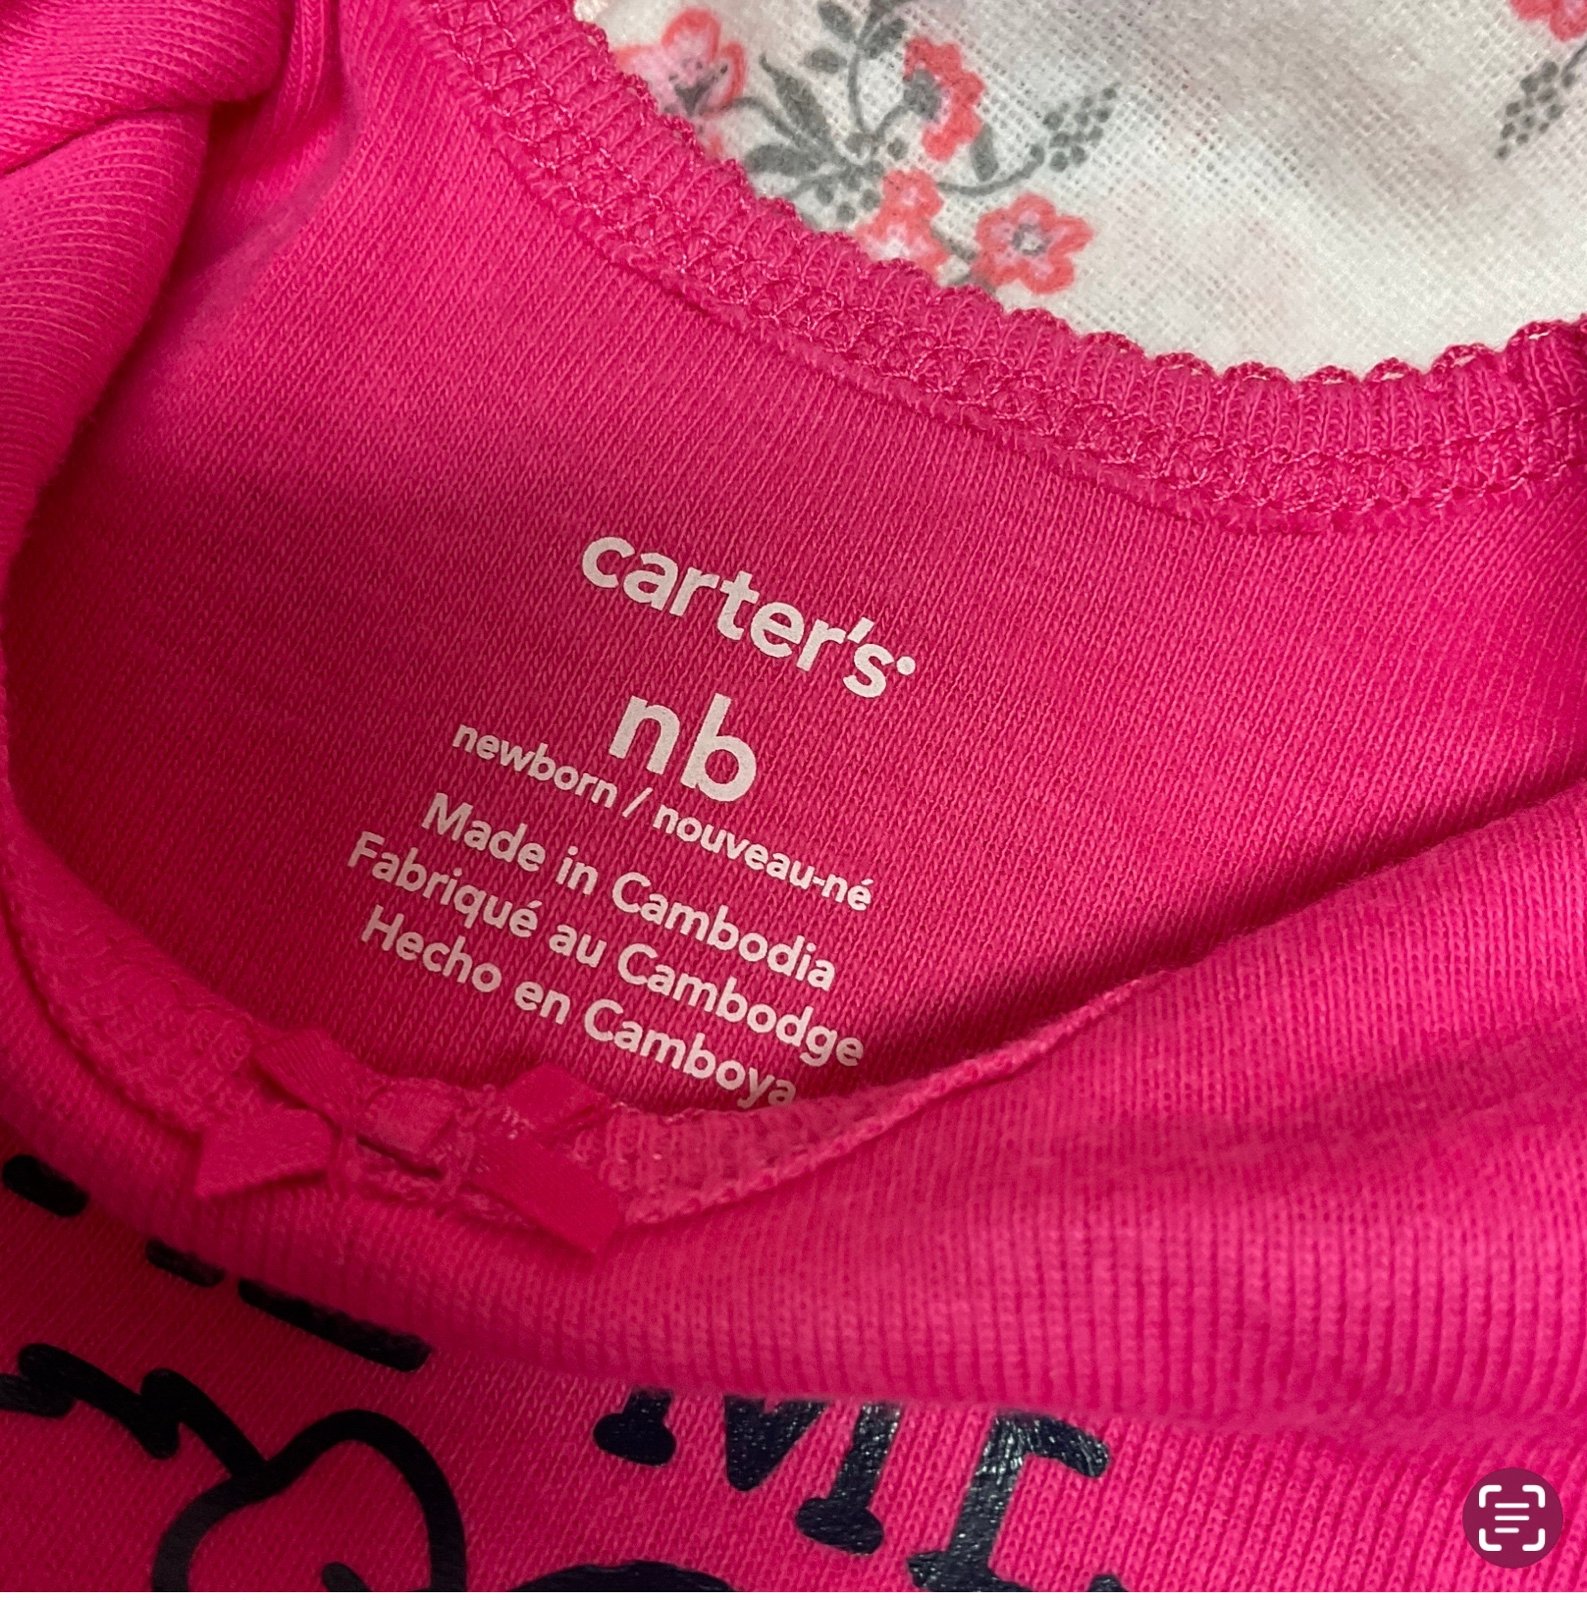 carter's
nb
newborn / nouveau-né
Made in Cambodia
Fabriqué au Cambodge
Hecho en Camboya